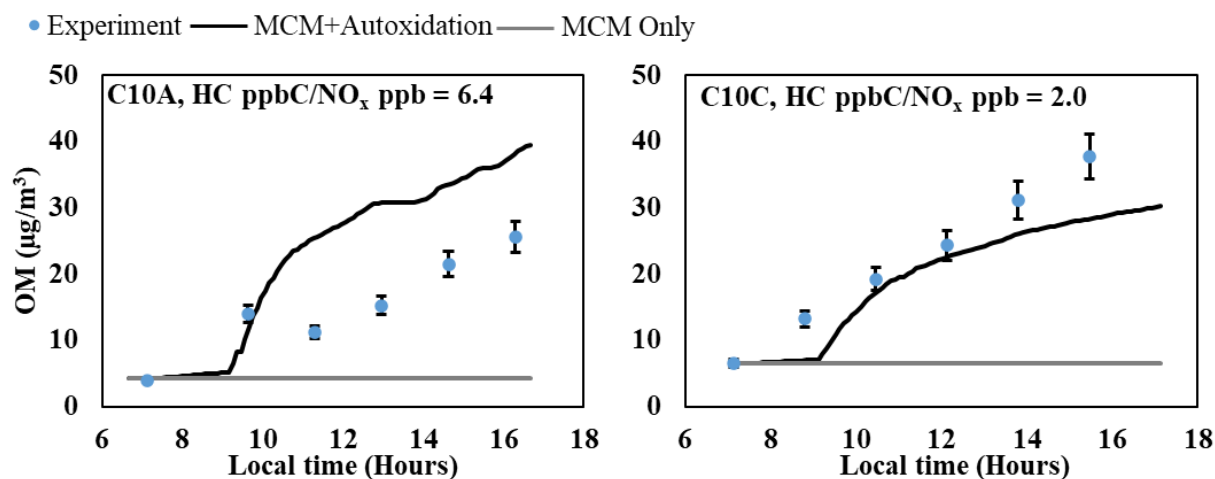 Experiment MCM+Autoxidation MCM Only
C10A, HC ppbC/NOx ppb = 6.4
50
40
30
20
10
0
OM (µg/m³)
6 8 10 12 14 16 18
Local time (Hours)
C10C, HC ppbC/NOx ppb = 2.0
50
40
30
20
10
0
6 8 10 12 14 16 18
Local time (Hours)